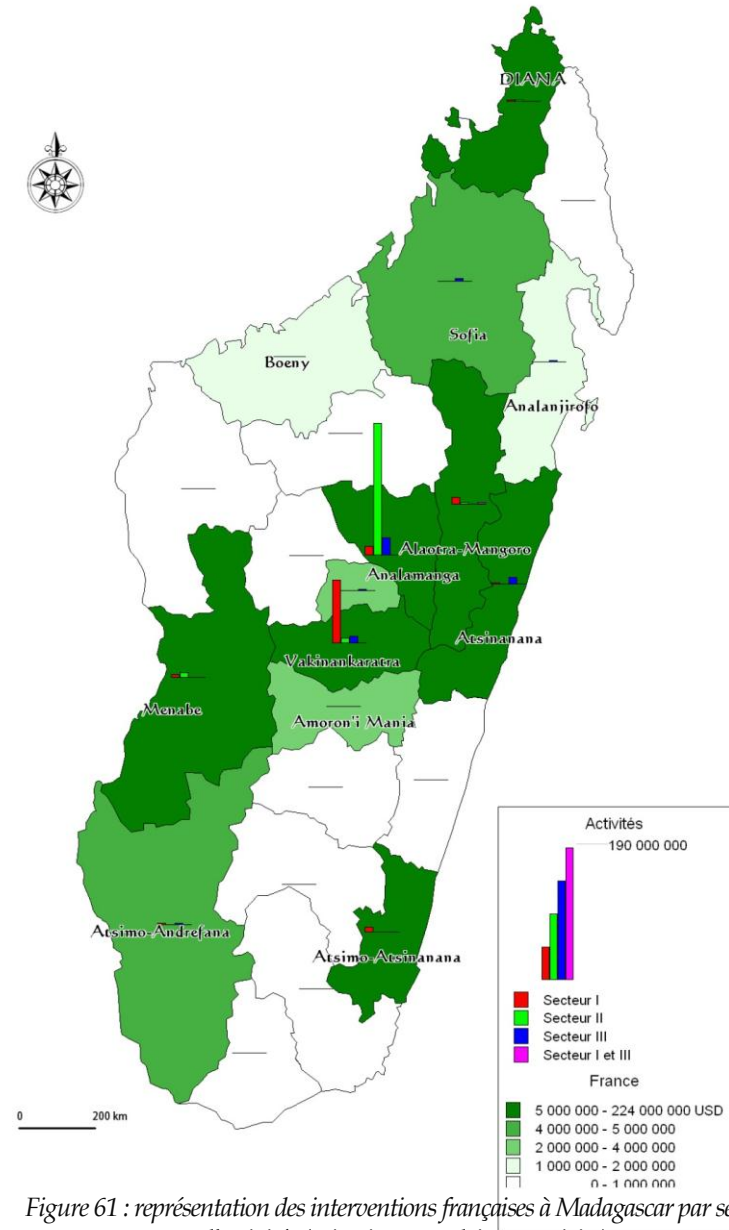 DIANA
Sofia
Boeny
Analanjirofo
Alaotra-Mangoro
Analamanga
Atsinanana
Vakinankaratra
Menabe
Amoron'i Mania
Atsimo-Andrefana
Atsimo-Atsinanana
0 200 km
Activités
190 000 000
Secteur I
Secteur II
Secteur III
Secteur I et III
France
5 000 000 - 224 000 000 USD
4 000 000 - 5 000 000
2 000 000 - 4 000 000
1 000 000 - 2 000 000
0 - 1 000 000
Figure 61 : représentation des interventions françaises à Madagascar par se